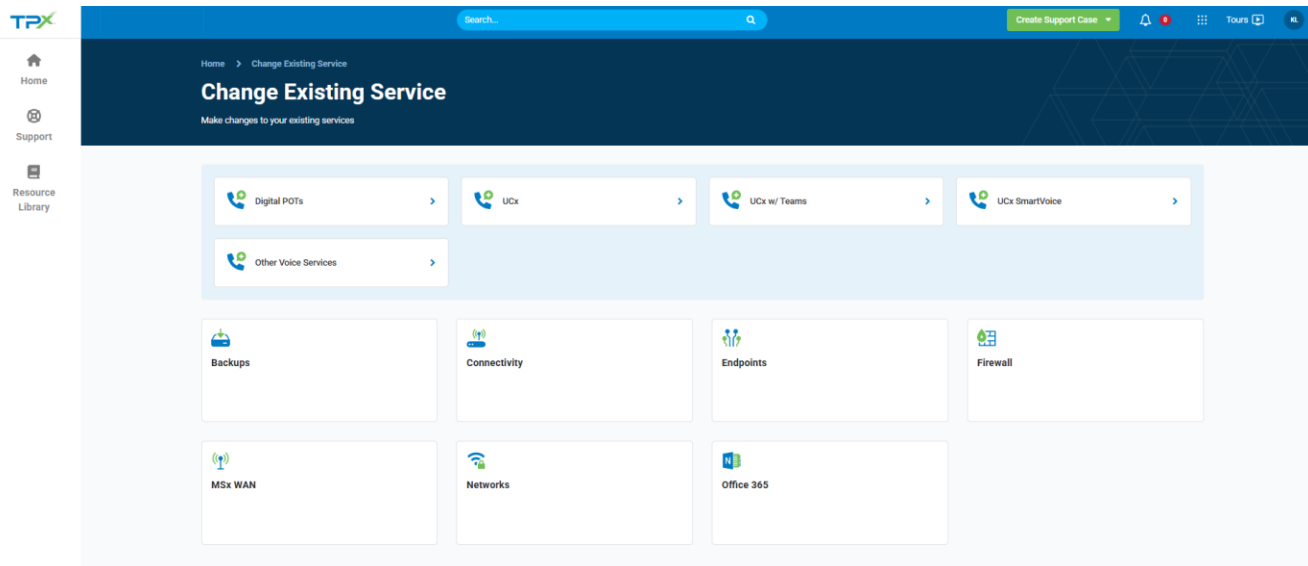 TPX
Search...
Create Support Case
Tours
KL
Home
Support
Resource
Library
Home > Change Existing Service
Change Existing Service
Make changes to your existing services
Digital POTs
UCx
UCx w/ Teams
UCx SmartVoice
Other Voice Services
Backups
Connectivity
Endpoints
Firewall
MSx WAN
Networks
N
Office 365